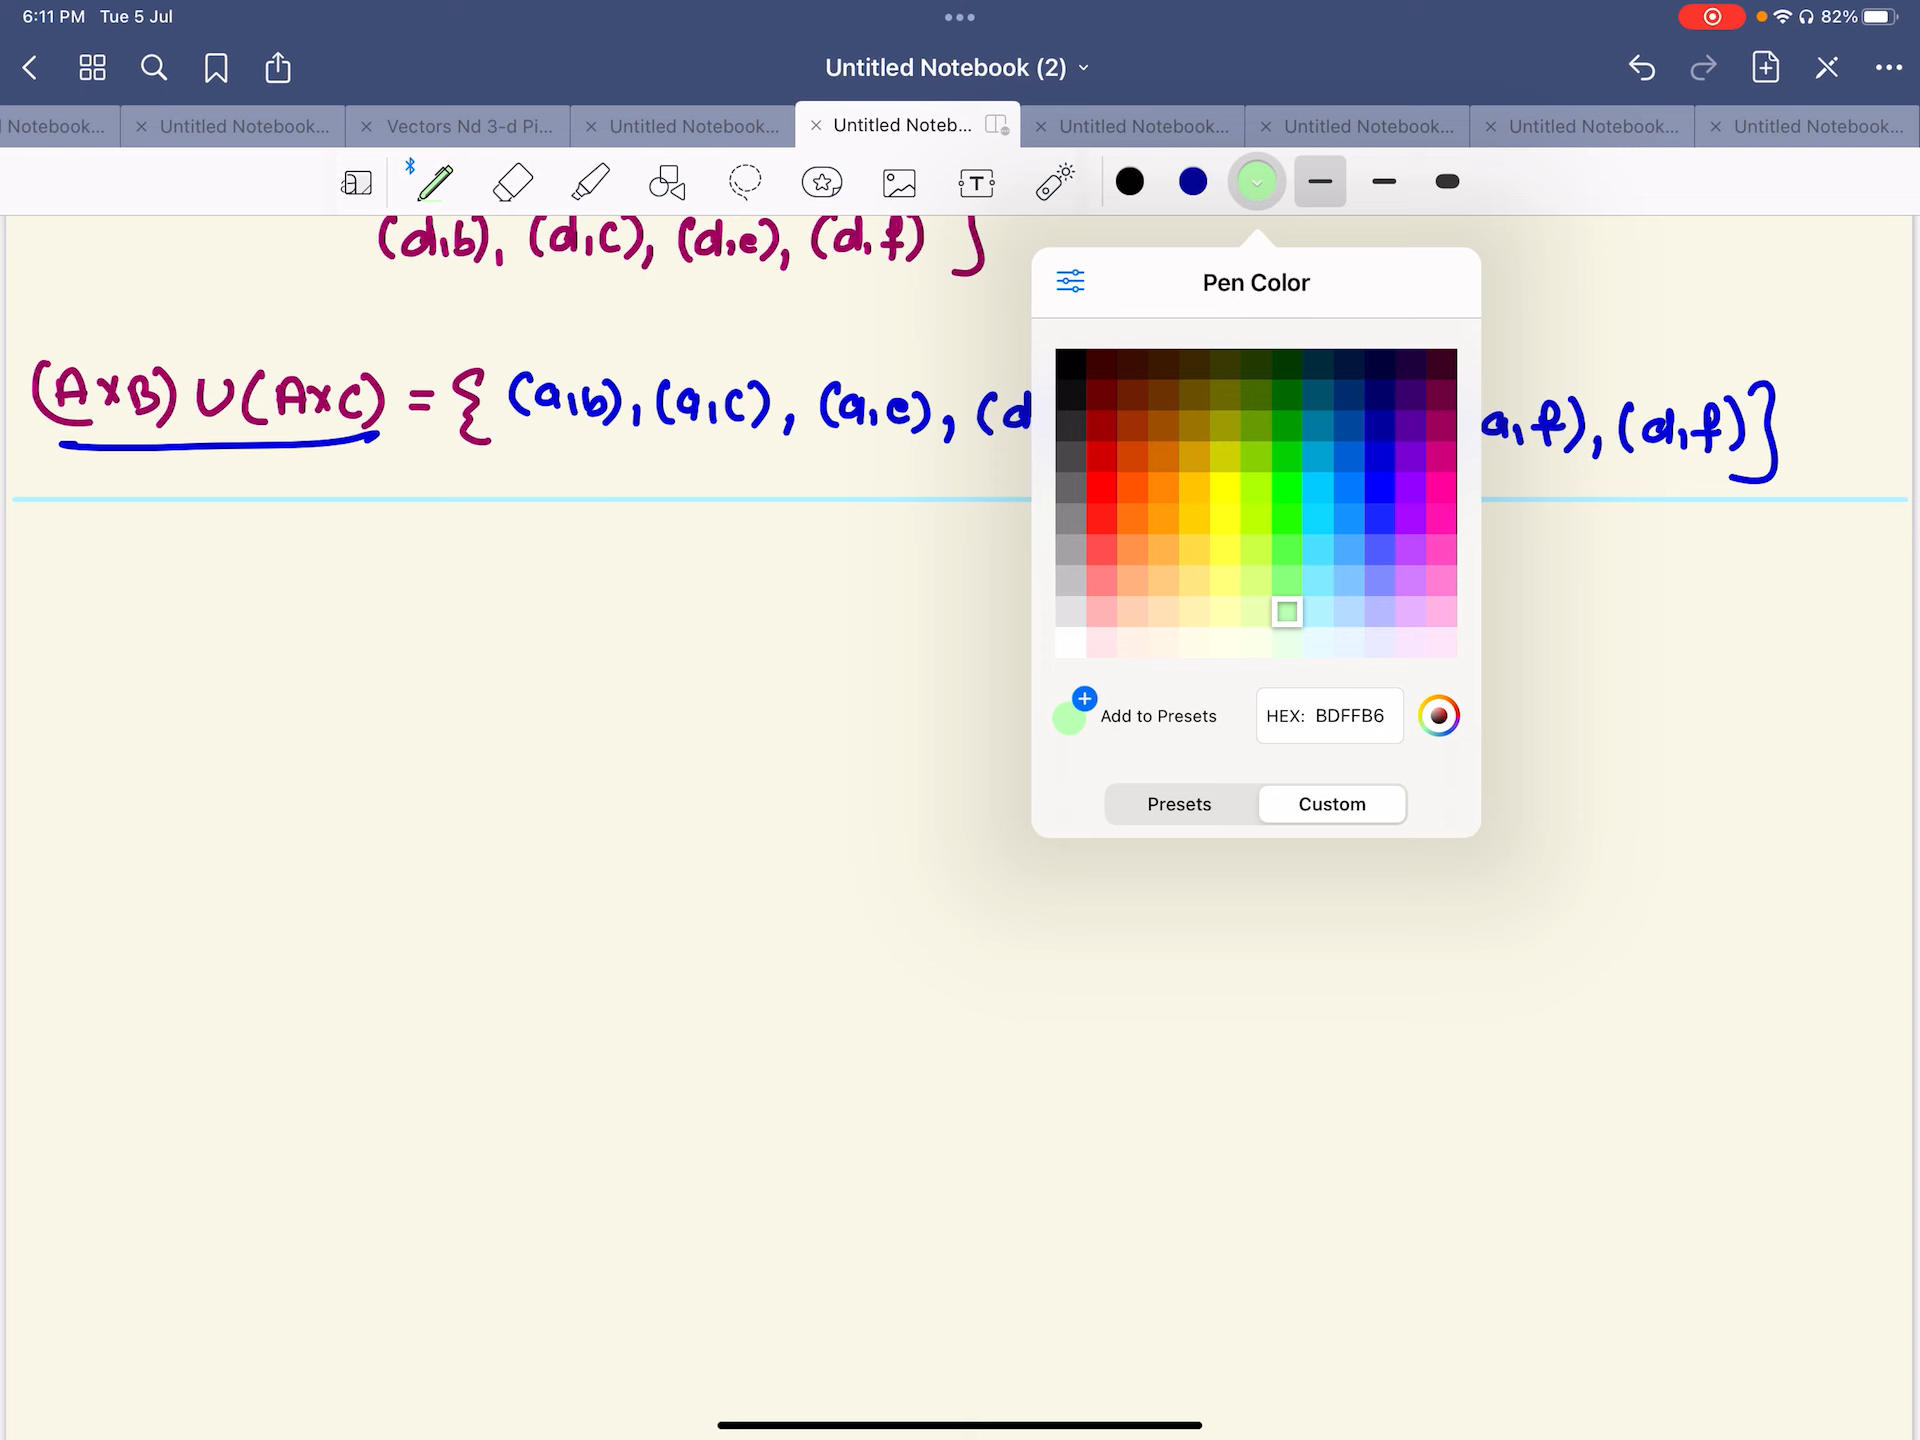 6:11 PM Tue 5 Jul
82%
Untitled Notebook (2)
Notebook... Untitled Notebook... Vectors Nd 3-d Pi... Untitled Notebook... Untitled Noteb... Untitled Notebook... Untitled Notebook... Untitled Notebook... Untitled Notebook...
(d,b), (d,c), (d,e), (d,f) }
Pen Color
(A×B) ∪ (A×C) = { (a,b), (a,c), (a,e), (d a,f), (d,f)}
Add to Presets HEX: BDFFB6
Presets Custom